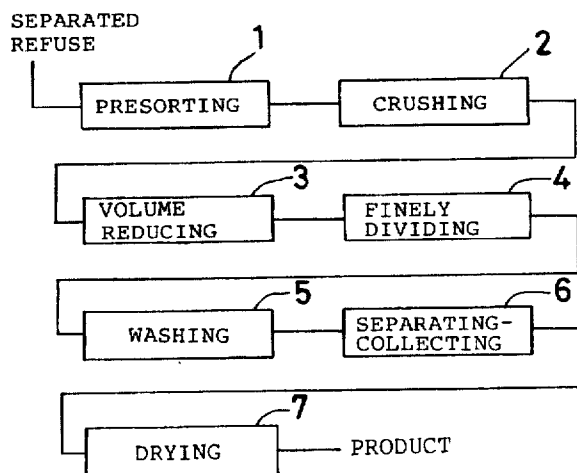 SEPARATED
REFUSE
1
2
PRESORTING
CRUSHING
3
4
VOLUME
REDUCING
FINELY
DIVIDING
5
6
WASHING
SEPARATING-
COLLECTING
7
DRYING
PRODUCT